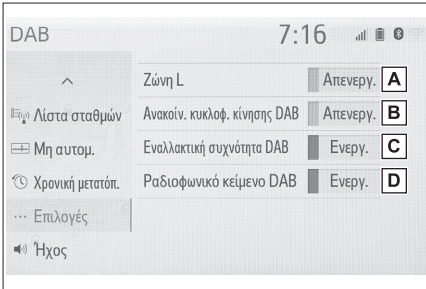 DAB 7:16
Ζώνη L Απενεργ. A
Λίστα σταθμών Ανακοίν. κυκλοφ. κίνησης DAB Απενεργ. B
Μη αυτομ. Εναλλακτική συχνότητα DAB Ενεργ. C
Χρονική μετατόπ. Ραδιοφωνικό κείμενο DAB Ενεργ. D
··· Επιλογές
Ήχος